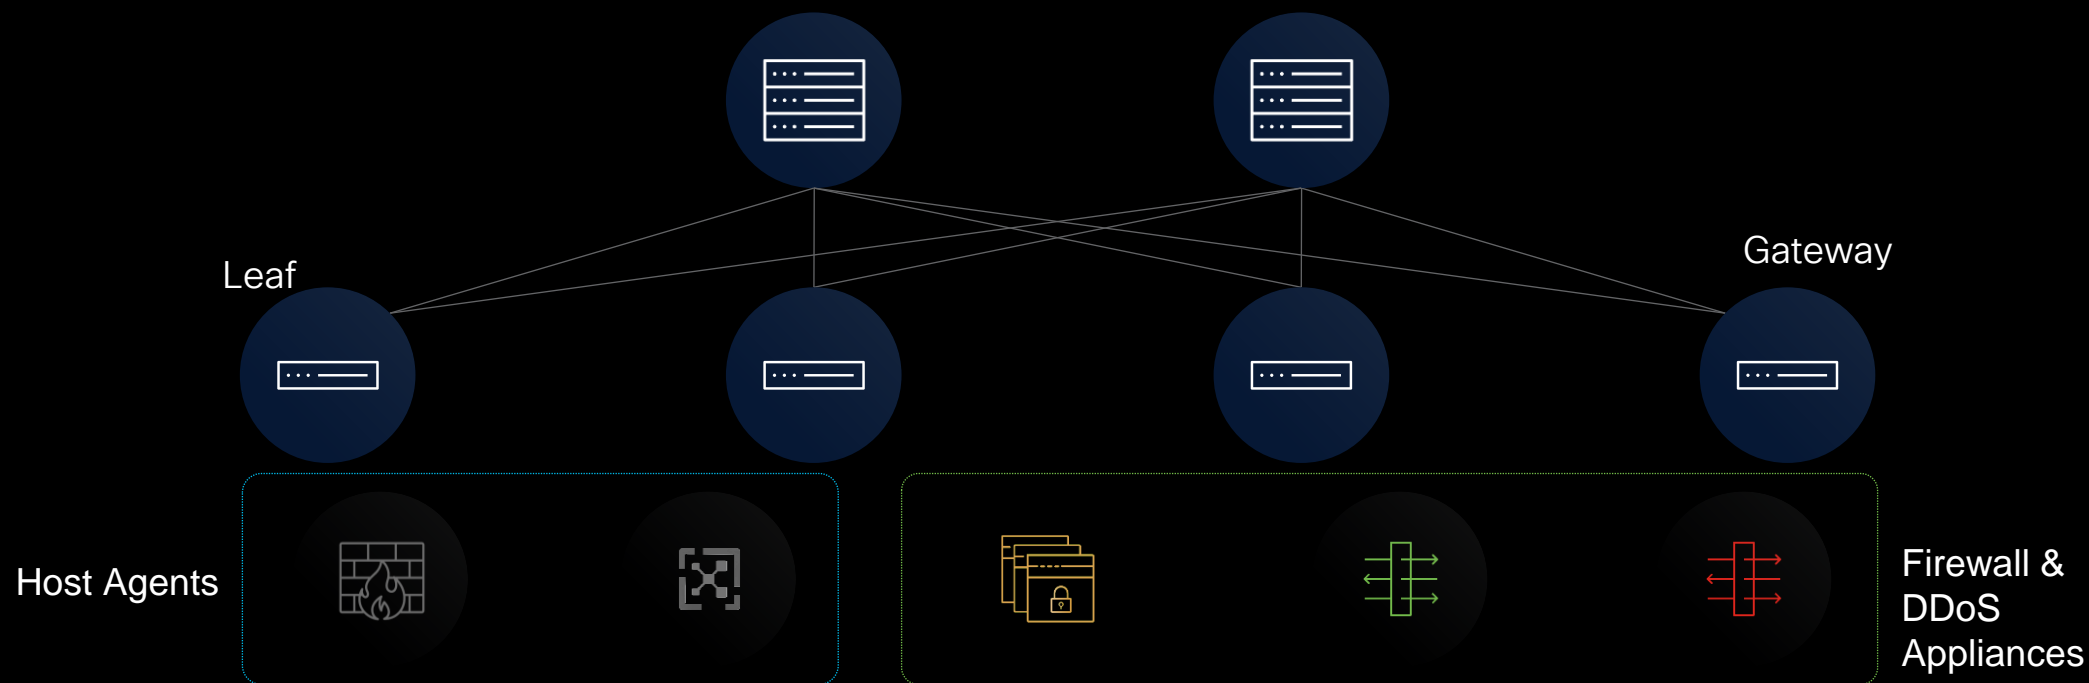 Leaf
Gateway
Host Agents
Firewall &
DDoS
Appliances